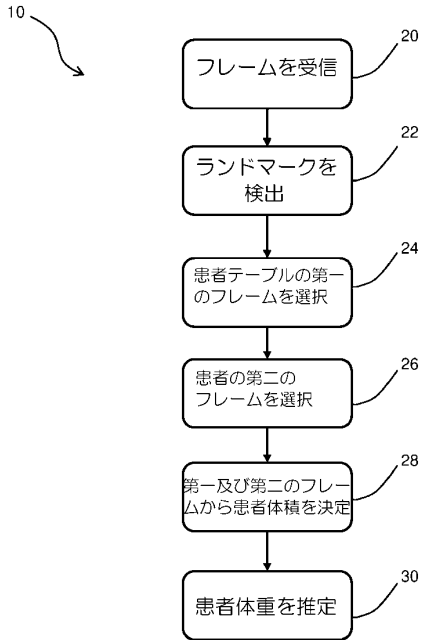 10
フレームを受信
20
ランドマークを
検出
22
患者テーブルの第一
のフレームを選択
24
患者の第二の
フレームを選択
26
第一及び第二のフレー
ムから患者体積を決定
28
患者体重を推定
30